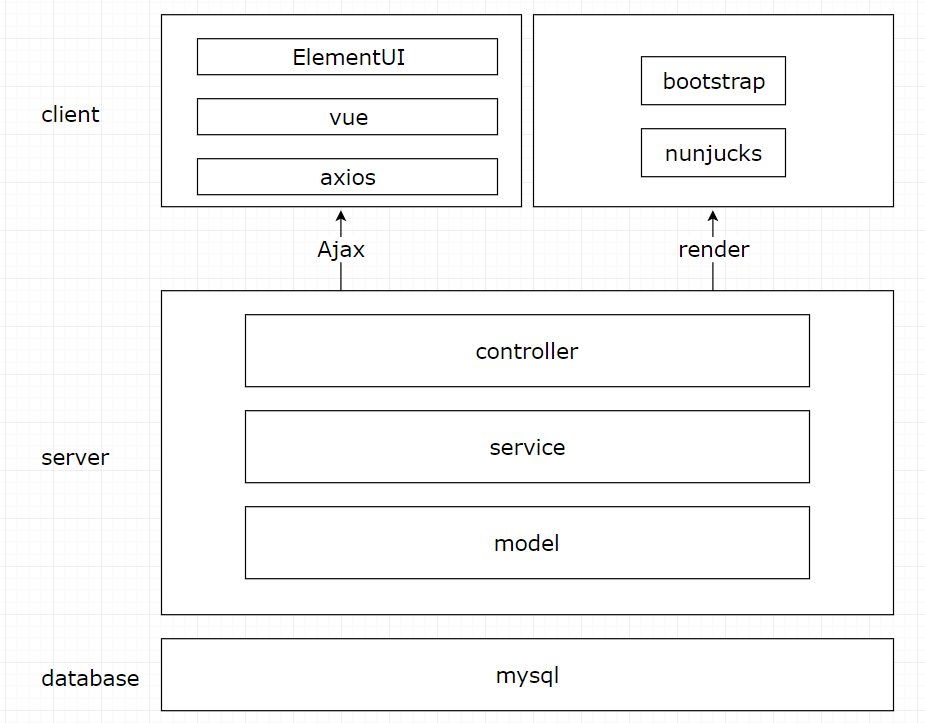 client
ElementUI
vue
axios
bootstrap
nunjucks
Ajax
render
server
controller
service
model
database
mysql